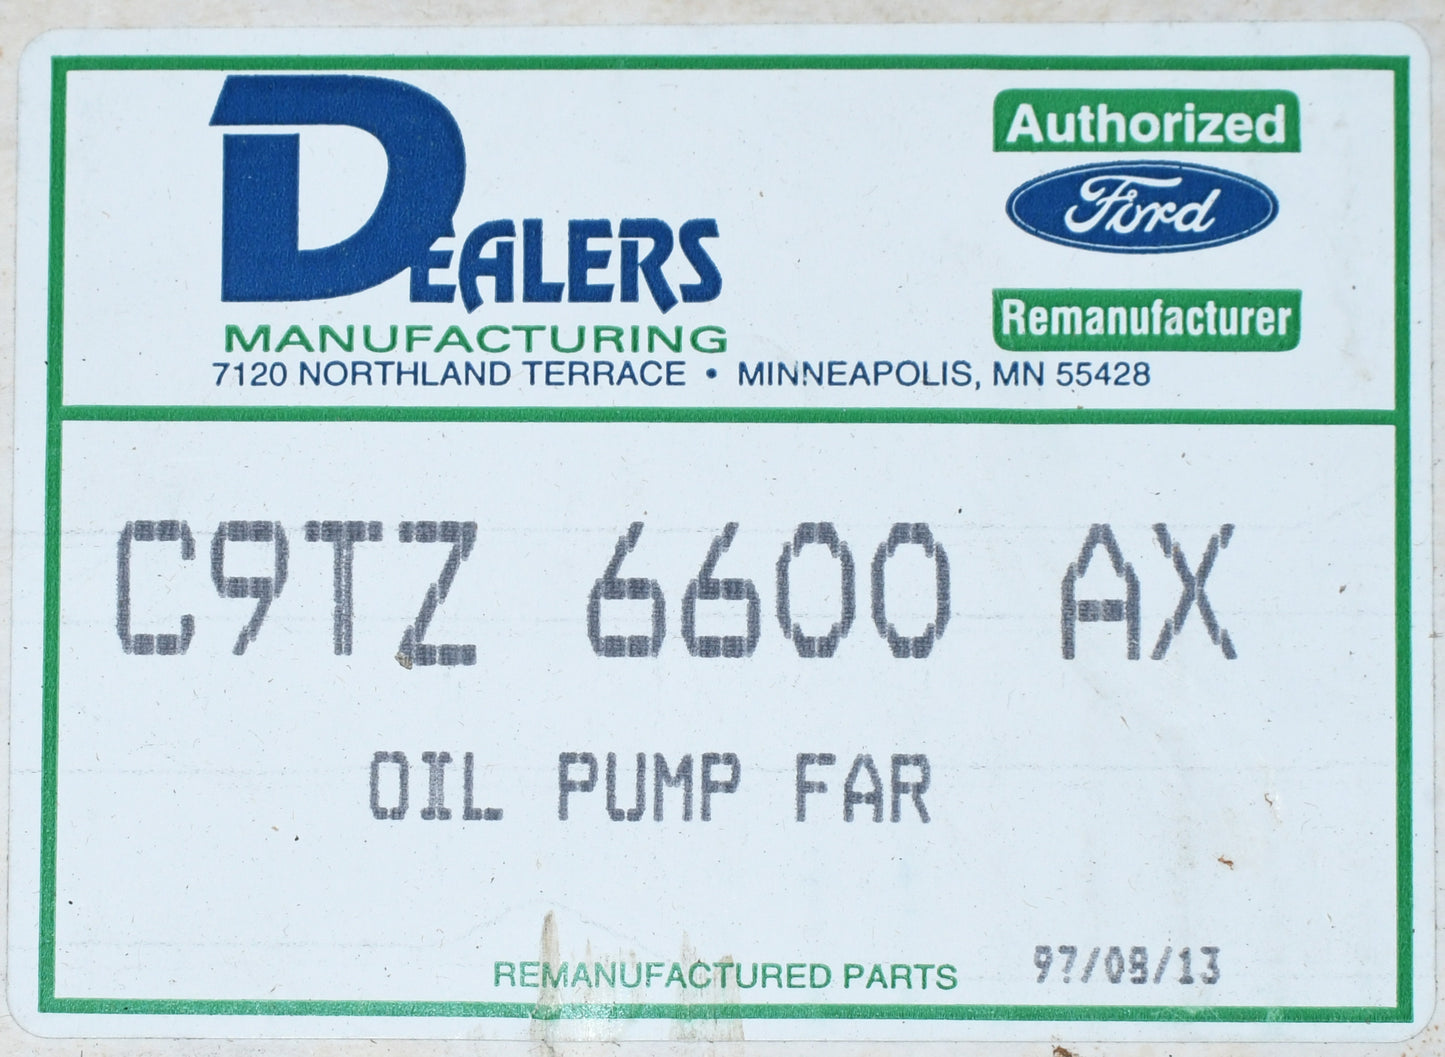 DEALERS
MANUFACTURING
7120 NORTHLAND TERRACE • MINNEAPOLIS, MN 55428
Authorized
Ford
Remanufacturer
C9TZ 6600 AX
OIL PUMP FAR
REMANUFACTURED PARTS
97/08/13